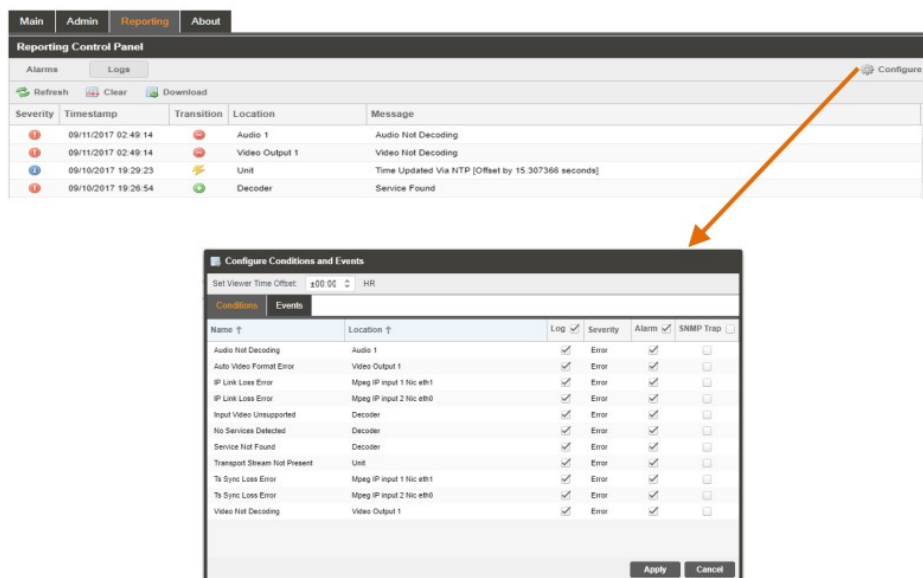 Main Admin Reporting About
Reporting Control Panel
Alarms Logs Configure
Refresh Clear Download
Severity Timestamp Transition Location Message
09/11/2017 02:49:14 Audio 1 Audio Not Decoding
09/11/2017 02:49:14 Video Output 1 Video Not Decoding
09/10/2017 19:29:23 Unit Time Updated Via NTP [Offset by 15.307366 seconds]
09/10/2017 19:26:54 Decoder Service Found
Configure Conditions and Events
Set Viewer Time Offset: ±00:00 HR
Conditions Events
Name ↑ Location ↑ Log Severity Alarm SNMP Trap
Audio Not Decoding Audio 1 Error
Auto Video Format Error Video Output 1 Error
IP Link Loss Error Mpeg IP input 1 Nic eth1 Error
IP Link Loss Error Mpeg IP input 2 Nic eth0 Error
Input Video Unsupported Decoder Error
No Services Detected Decoder Error
Service Not Found Decoder Error
Transport Stream Not Present Unit Error
Ts Sync Loss Error Mpeg IP input 1 Nic eth1 Error
Ts Sync Loss Error Mpeg IP input 2 Nic eth0 Error
Video Not Decoding Video Output 1 Error
Apply Cancel